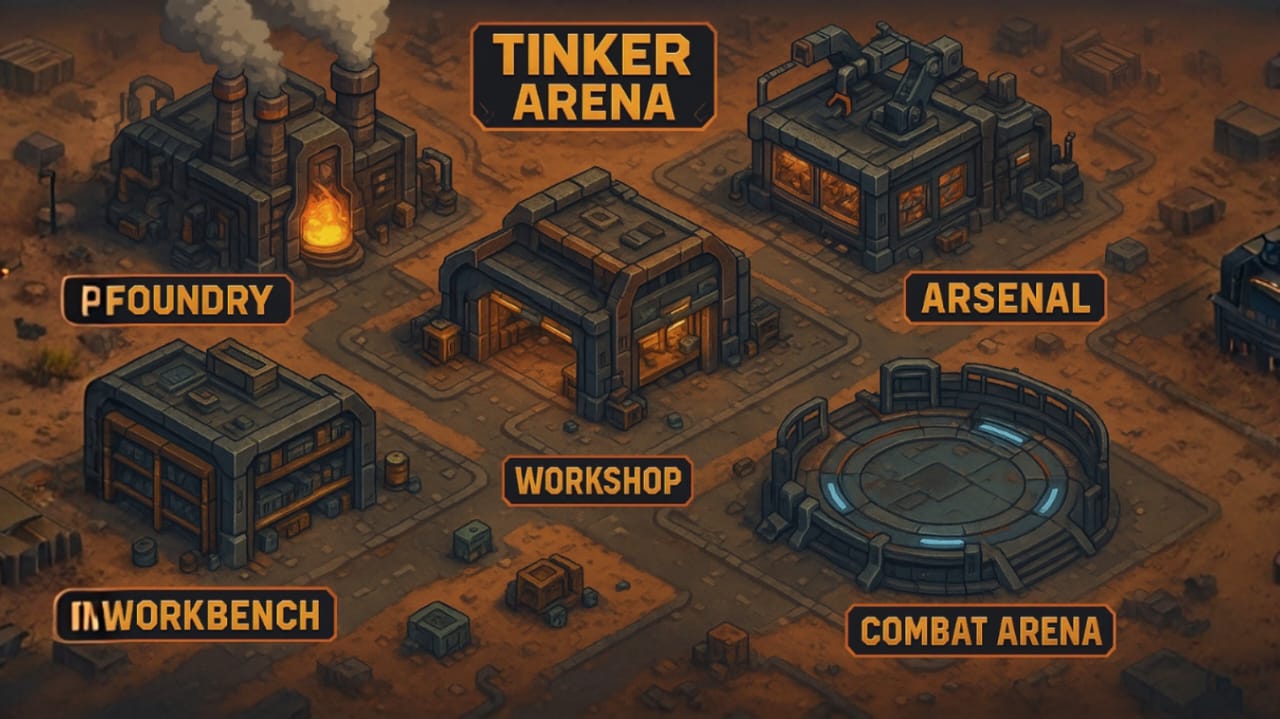 TINKER
ARENA
PFOUNDRY
ARSENAL
WORKSHOP
WORKBENCH
COMBAT ARENA